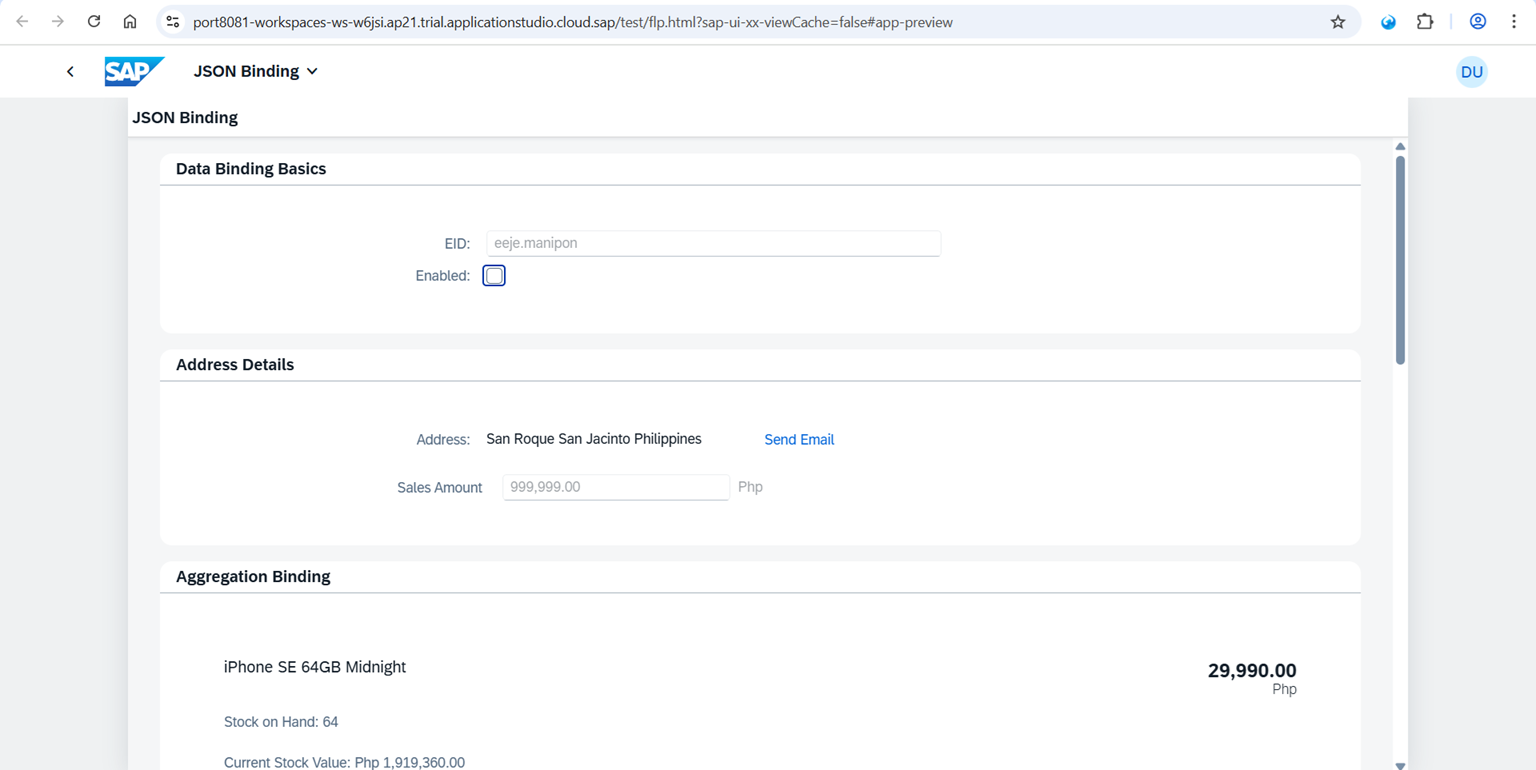 port8081-workspaces-ws-w6jsi.ap21.trial.applicationstudio.cloud.sap/test/flp.html?sap-ui-xx-viewCache=false#app-preview
SAP JSON Binding DU
JSON Binding
Data Binding Basics
EID: eeje.manipon
Enabled:
Address Details
Address: San Roque San Jacinto Philippines Send Email
Sales Amount 999,999.00 Php
Aggregation Binding
iPhone SE 64GB Midnight 29,990.00
Php
Stock on Hand: 64
Current Stock Value: Php 1,919,360.00